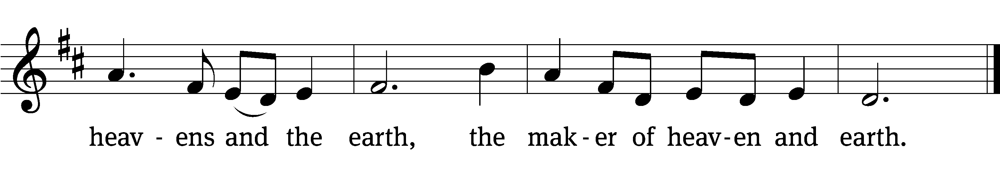 heav - ens and the earth, the mak - er of heav - en and earth.